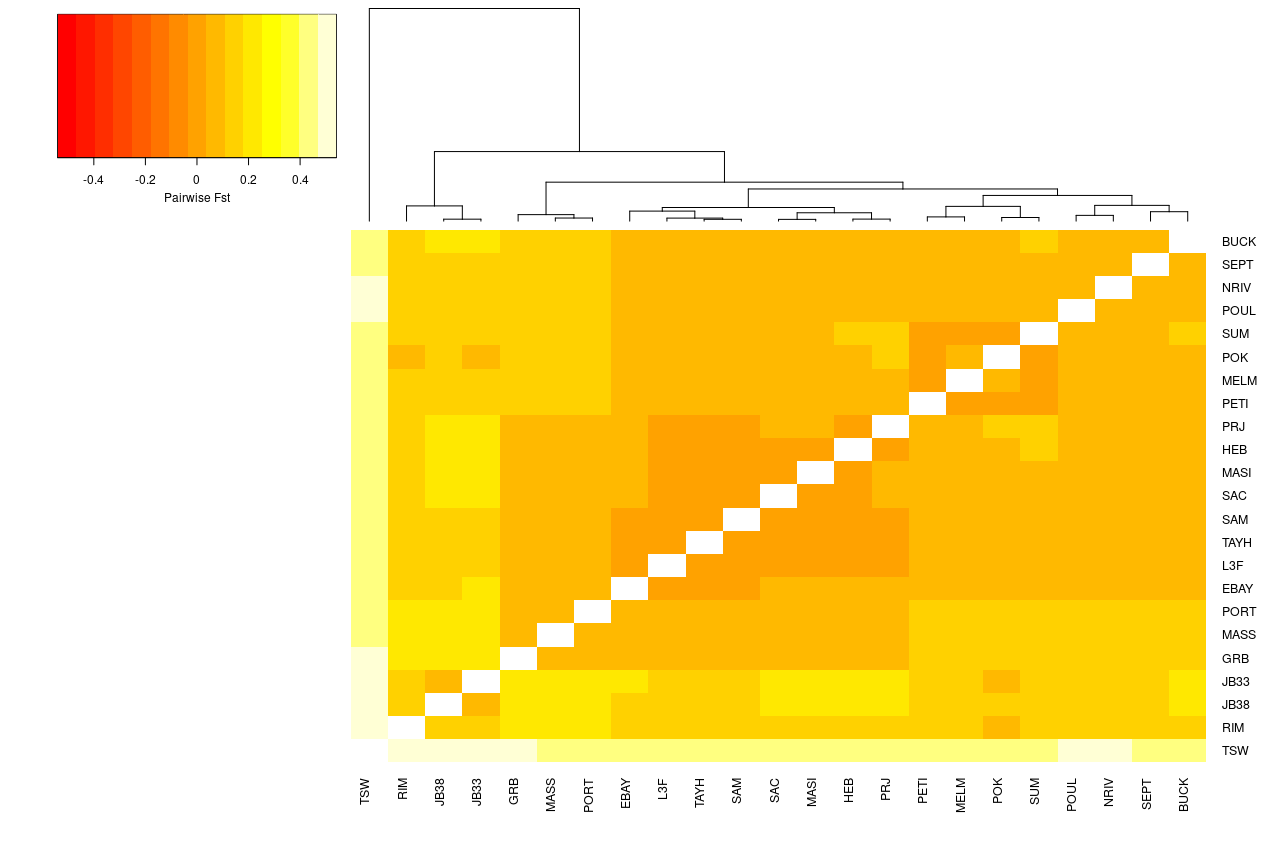 -0.4 -0.2 0 0.2 0.4
Pairwise Fst
BUCK
SEPT
NRIV
POUL
SUM
POK
MELM
PETI
PRJ
HEB
MASI
SAC
SAM
TAYH
L3F
EBAY
PORT
MASS
GRB
JB33
JB38
RIM
TSW
TSW
RIM
JB38
JB33
GRB
MASS
PORT
EBAY
L3F
TAYH
SAM
SAC
MASI
HEB
PRJ
PETI
MELM
POK
SUM
POUL
NRIV
SEPT
BUCK